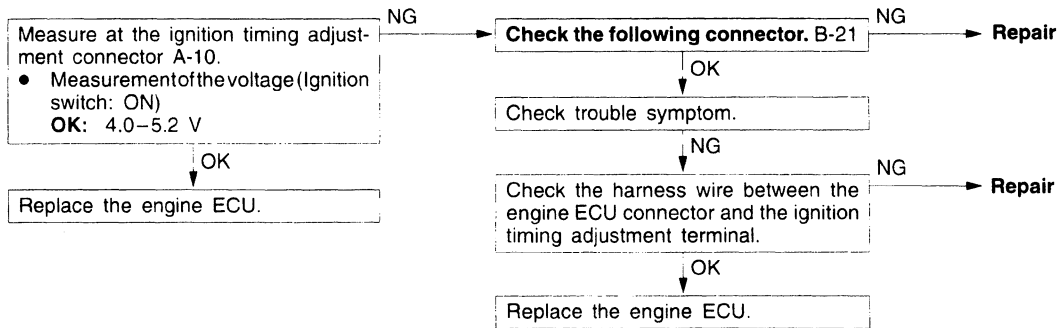 Measure at the ignition timing adjust-
ment connector A-10.
● Measurementofthevoltage(Ignition
switch: ON)
OK: 4.0–5.2 V
NG
OK
Replace the engine ECU.
Check the following connector. B-21
NG
Repair
OK
Check trouble symptom.
NG
Check the harness wire between the
engine ECU connector and the ignition
timing adjustment terminal.
NG
Repair
OK
Replace the engine ECU.